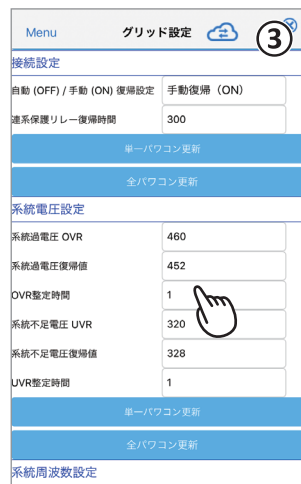 Menu グリッド設定 ③
接続設定
自動 (OFF) / 手動 (ON) 復帰設定 手動復帰（ON）
連系保護リレー復帰時間 300
単一パワコン更新
全パワコン更新
系統電圧設定
系統過電圧 OVR 460
系統過電圧復帰値 452
OVR整定時間 1
系統不足電圧 UVR 320
系統不足電圧復帰値 328
UVR整定時間 1
単一パワコン更新
全パワコン更新
系統周波数設定